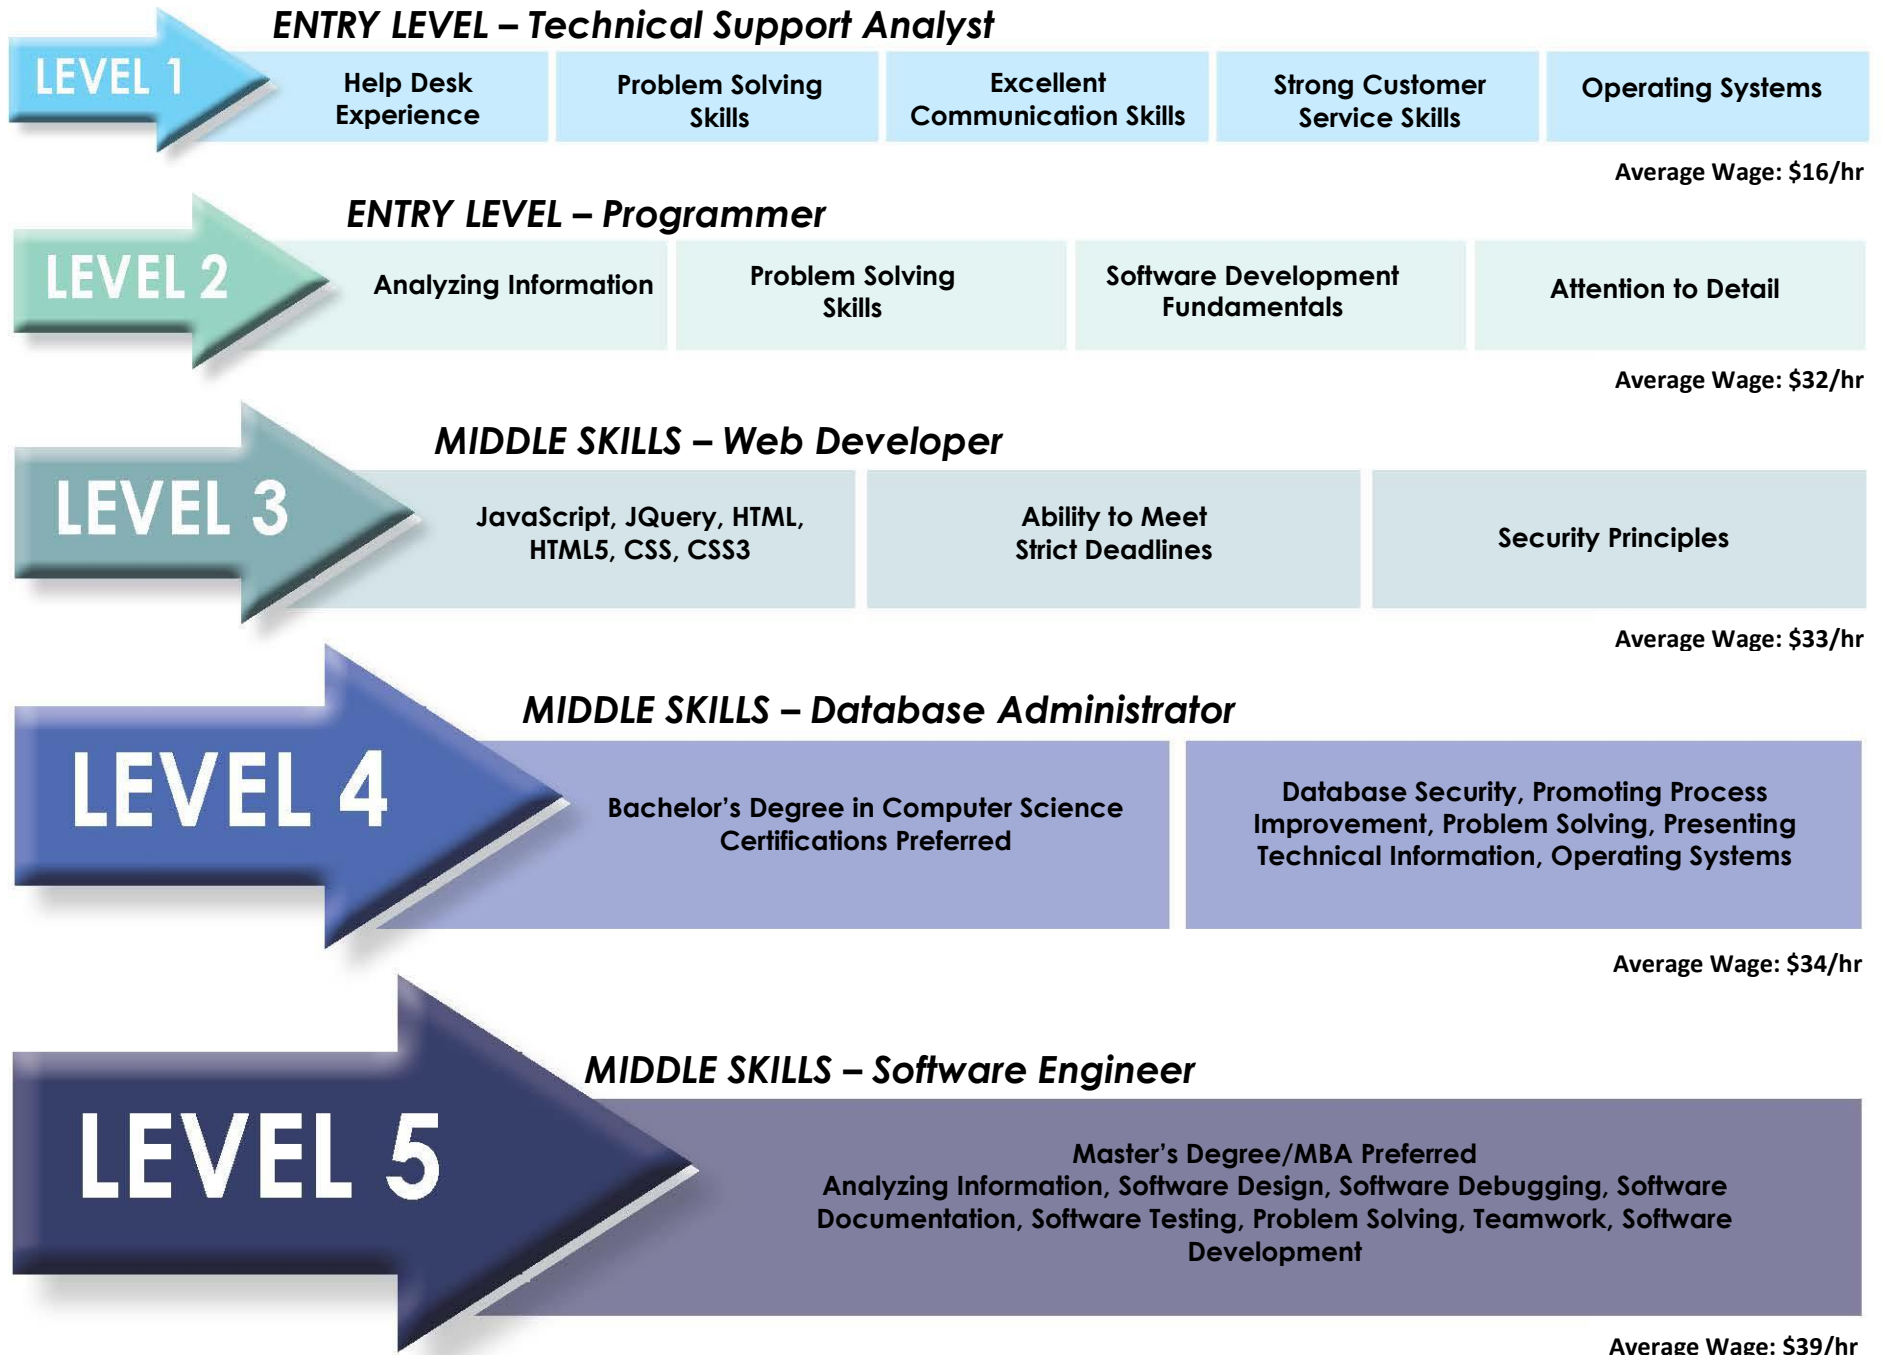 ENTRY LEVEL – Technical Support Analyst
LEVEL 1
Help Desk
Experience
Problem Solving
Skills
Excellent
Communication Skills
Strong Customer
Service Skills
Operating Systems
Average Wage: $16/hr
ENTRY LEVEL – Programmer
LEVEL 2
Analyzing Information
Problem Solving
Skills
Software Development
Fundamentals
Attention to Detail
Average Wage: $32/hr
MIDDLE SKILLS – Web Developer
LEVEL 3
JavaScript, JQuery, HTML,
HTML5, CSS, CSS3
Ability to Meet
Strict Deadlines
Security Principles
Average Wage: $33/hr
MIDDLE SKILLS – Database Administrator
LEVEL 4
Bachelor’s Degree in Computer Science
Certifications Preferred
Database Security, Promoting Process
Improvement, Problem Solving, Presenting
Technical Information, Operating Systems
Average Wage: $34/hr
MIDDLE SKILLS – Software Engineer
LEVEL 5
Master’s Degree/MBA Preferred
Analyzing Information, Software Design, Software Debugging, Software
Documentation, Software Testing, Problem Solving, Teamwork, Software
Development
Average Wage: $39/hr